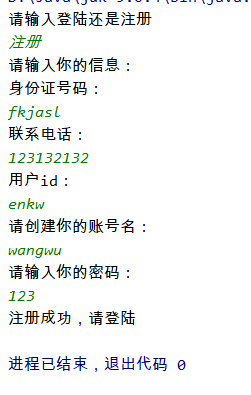 请输入登陆还是注册
注册
请输入你的信息：
身份证号码：
fkjasl
联系电话：
123132132
用户id：
enkw
请创建你的账号名：
wangwu
请输入你的密码：
123
注册成功，请登陆
进程已结束，退出代码 0